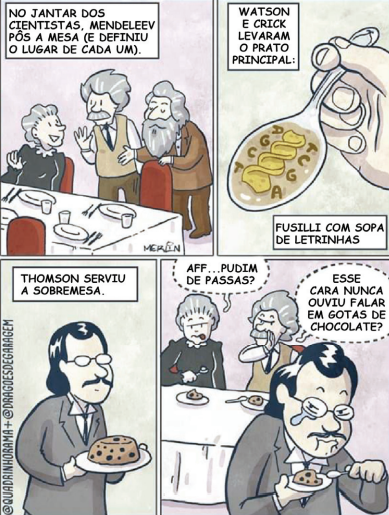 NO JANTAR DOS
CIENTISTAS, MENDELEEV
PÔS A MESA (E DEFINIU
O LUGAR DE CADA UM).
MERLIN
WATSON
E CRICK
LEVARAM
O PRATO
PRINCIPAL:
FUSILLI COM SOPA
DE LETRINHAS
THOMSON SERVIU
A SOBREMESA.
AFF...PUDIM
DE PASSAS?
ESSE
CARA NUNCA
OUVIU FALAR
EM GOTAS DE
CHOCOLATE?
@QUADRINHORAMA+@DRAGOESDEGARAGEM